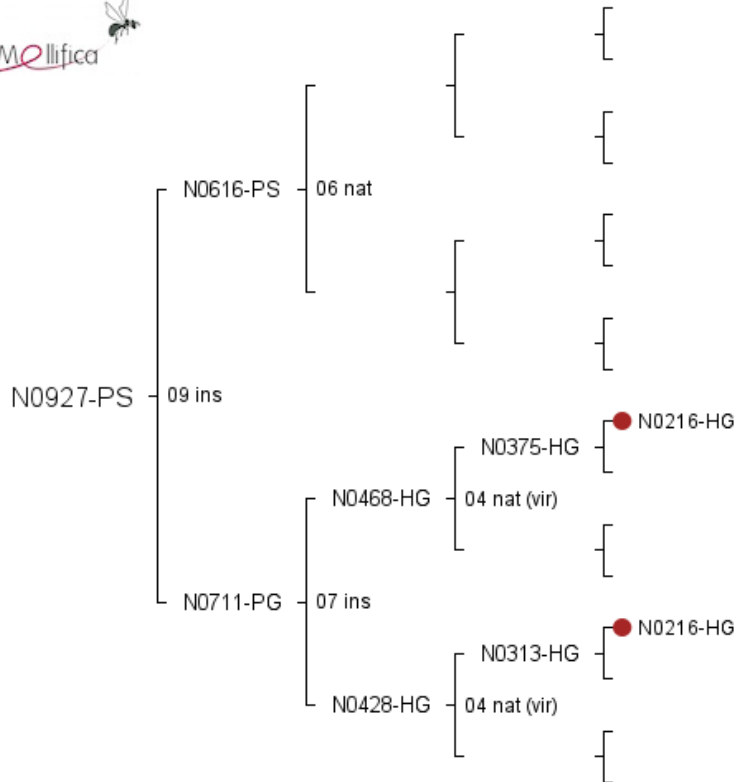 Mellifica
N0616-PS
06 nat
N0927-PS
09 ins
N0216-HG
N0375-HG
N0468-HG
04 nat (vir)
N0711-PG
07 ins
N0216-HG
N0313-HG
N0428-HG
04 nat (vir)